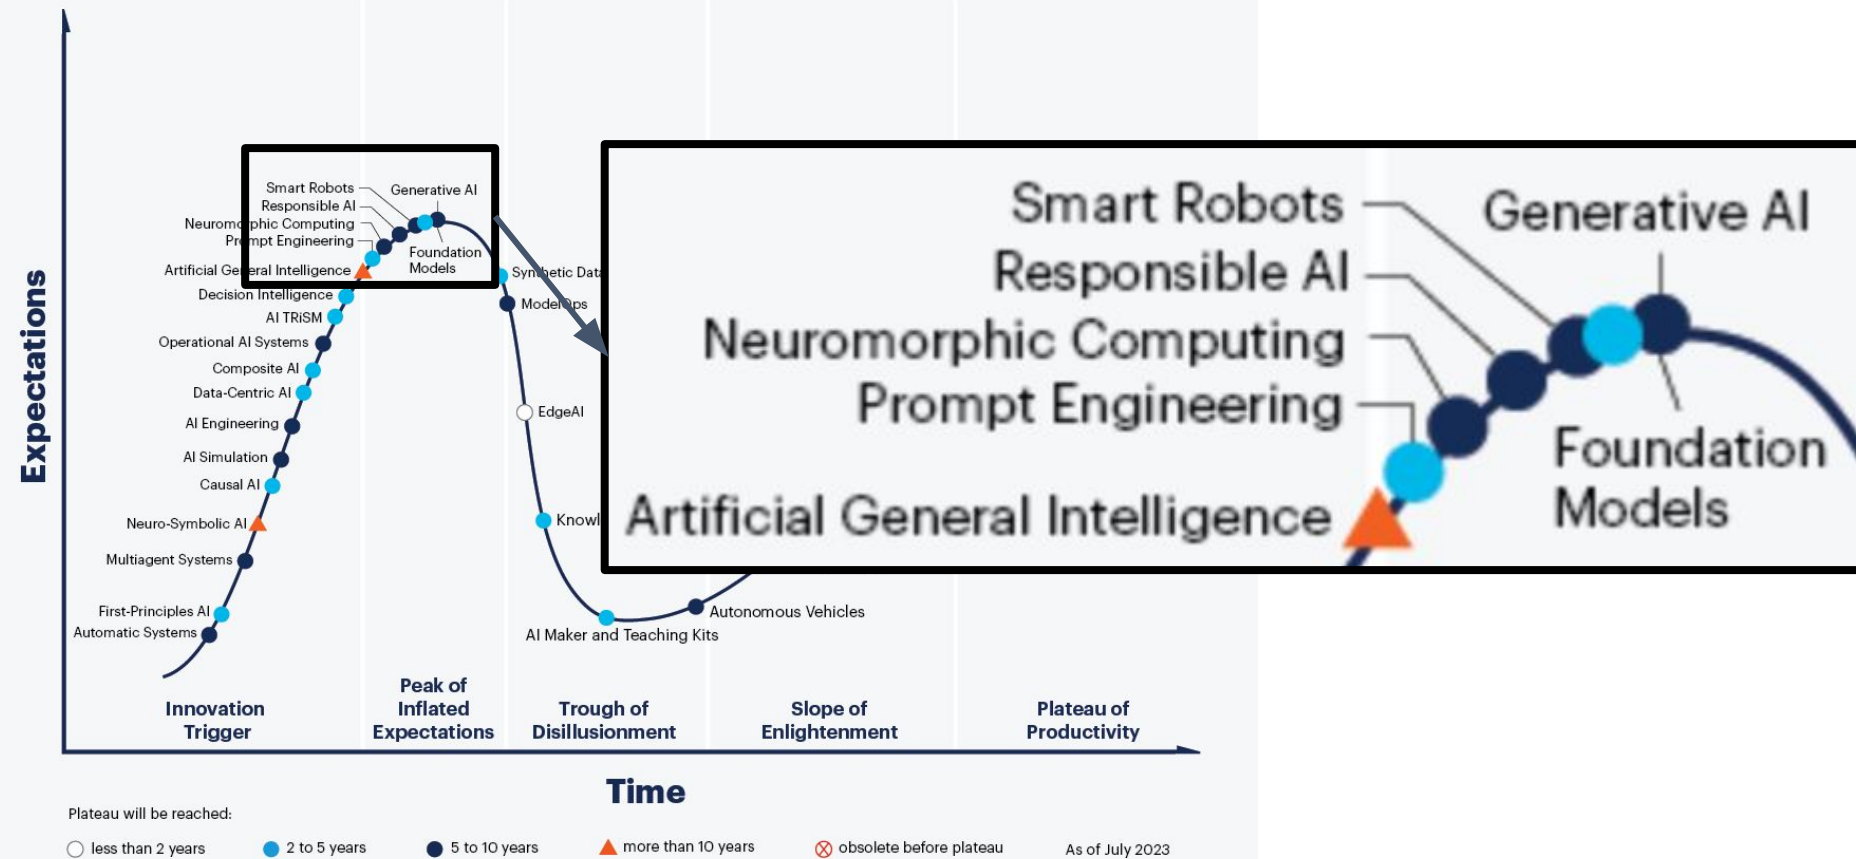 Expectations
Smart Robots
Generative AI
Responsible AI
Neuromorphic Computing
Prompt Engineering
Foundation
Models
Artificial General Intelligence
Decision Intelligence
AI TRiSM
Operational AI Systems
Composite AI
Data-Centric AI
AI Engineering
AI Simulation
Causal AI
Neuro-Symbolic AI
Multiagent Systems
First-Principles AI
Automatic Systems
Synthetic Data
ModelOps
EdgeAI
Knowl
AI Maker and Teaching Kits
Autonomous Vehicles
Smart Robots
Generative AI
Responsible AI
Neuromorphic Computing
Prompt Engineering
Foundation
Models
Artificial General Intelligence
Innovation
Trigger
Peak of
Inflated
Expectations
Trough of
Disillusionment
Slope of
Enlightenment
Plateau of
Productivity
Time
Plateau will be reached:
less than 2 years
2 to 5 years
5 to 10 years
more than 10 years
obsolete before plateau
As of July 2023